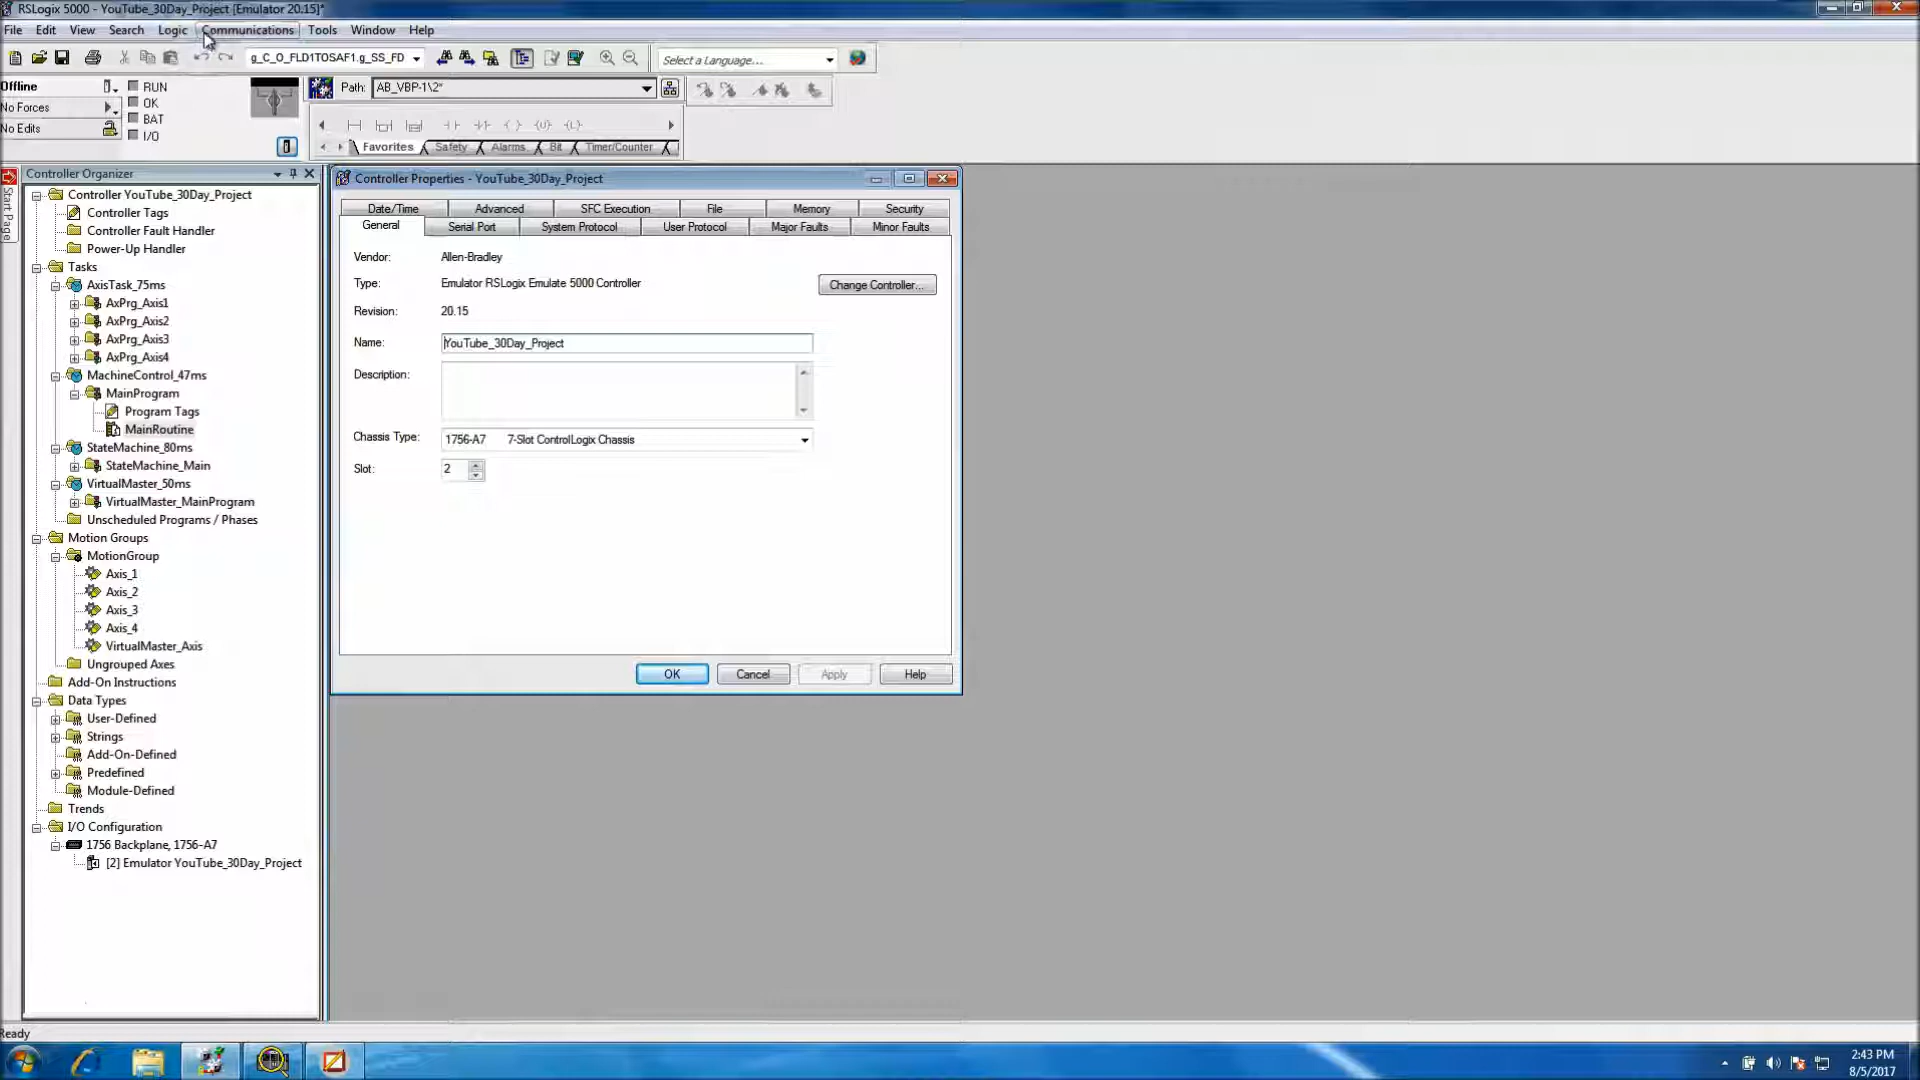 RSLogix 5000 - YouTube_30Day_Project [Emulator 20.15]*
File Edit View Search Logic Communications Tools Window Help
g_C_O_FLD1TOSAF1.g_SS_FD
Select a Language...
Offline
RUN
No Forces
OK
No Edits
BAT
I/O
Path: AB_VBP-1\2*
Favorites Safety Alarms Bit Timer/Counter
Start Page
Controller Organizer
Controller YouTube_30Day_Project
Controller Tags
Controller Fault Handler
Power-Up Handler
Tasks
AxisTask_75ms
AxPrg_Axis1
AxPrg_Axis2
AxPrg_Axis3
AxPrg_Axis4
MachineControl_47ms
MainProgram
Program Tags
MainRoutine
StateMachine_80ms
StateMachine_Main
VirtualMaster_50ms
VirtualMaster_MainProgram
Unscheduled Programs / Phases
Motion Groups
MotionGroup
Axis_1
Axis_2
Axis_3
Axis_4
VirtualMaster_Axis
Ungrouped Axes
Add-On Instructions
Data Types
User-Defined
Strings
Add-On-Defined
Predefined
Module-Defined
Trends
I/O Configuration
1756 Backplane, 1756-A7
[2] Emulator YouTube_30Day_Project
Controller Properties - YouTube_30Day_Project
Date/Time Advanced SFC Execution File Memory Security
General Serial Port System Protocol User Protocol Major Faults Minor Faults
Vendor: Allen-Bradley
Type: Emulator RSLogix Emulate 5000 Controller
Change Controller...
Revision: 20.15
Name: YouTube_30Day_Project
Description:
Chassis Type: 1756-A7 7-Slot ControlLogix Chassis
Slot: 2
OK Cancel Apply Help
Ready
2:43 PM
8/5/2017